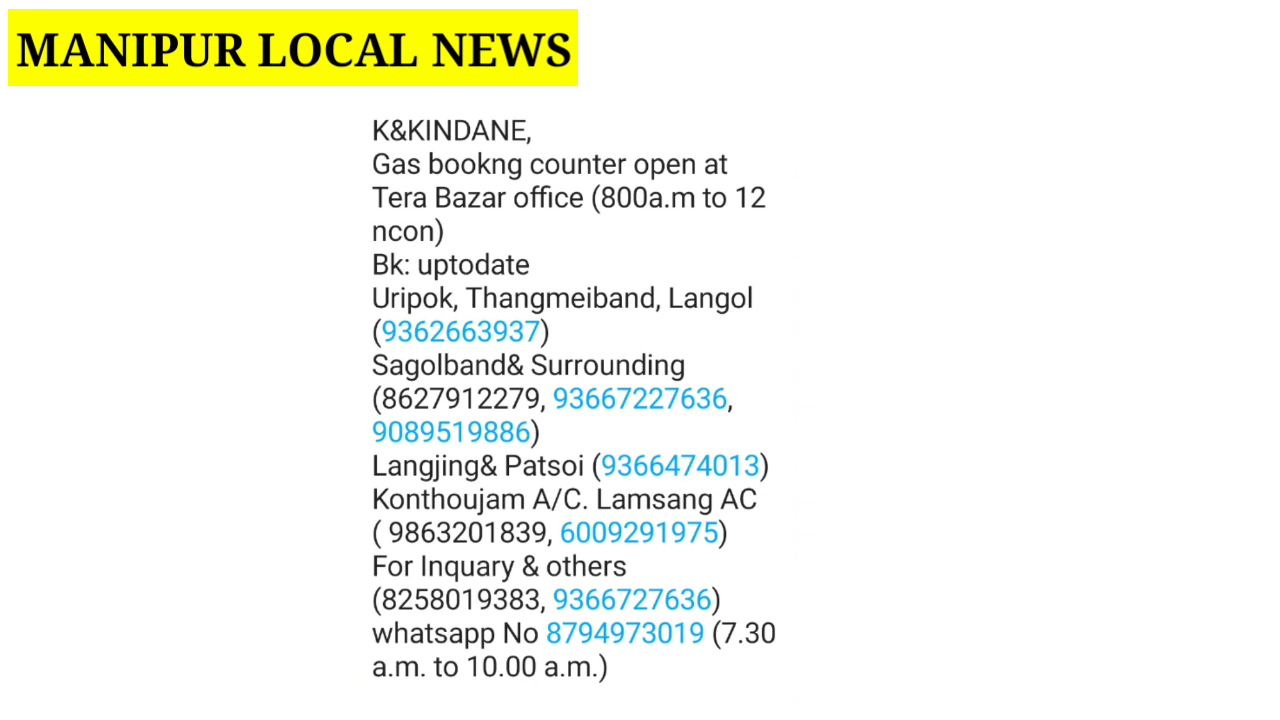 MANIPUR LOCAL NEWS
K&KINDANE,
Gas bookng counter open at
Tera Bazar office (800a.m to 12
ncon)
Bk: uptodate
Uripok, Thangmeiband, Langol
(9362663937)
Sagolband& Surrounding
(8627912279, 93667227636,
9089519886)
Langjing& Patsoi (9366474013)
Konthoujam A/C. Lamsang AC
( 9863201839, 6009291975)
For Inquary & others
(8258019383, 9366727636)
whatsapp No 8794973019 (7.30
a.m. to 10.00 a.m.)